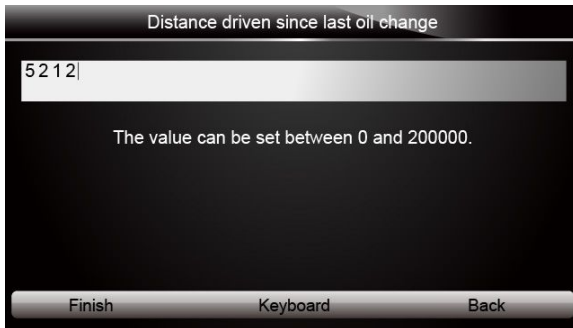 Distance driven since last oil change
5212
The value can be set between 0 and 200000.
Finish Keyboard Back